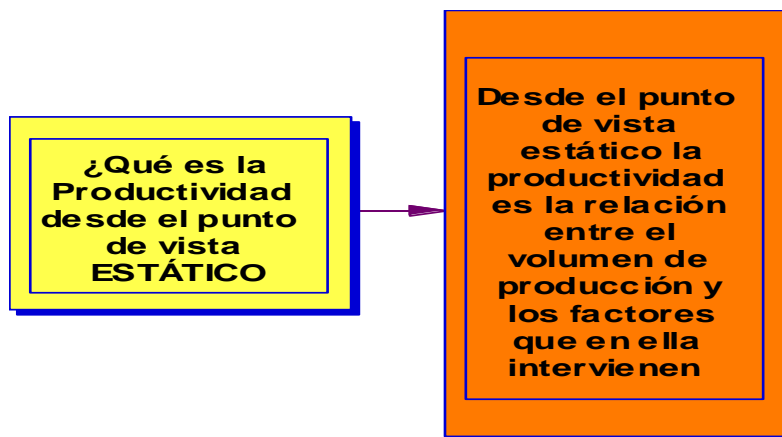 ¿Qué es la
Productividad
desde el punto
de vista
ESTÁTICO
Desde el punto
de vista
estático la
productividad
es la relación
entre el
volumen de
producción y
los factores
que en ella
intervienen